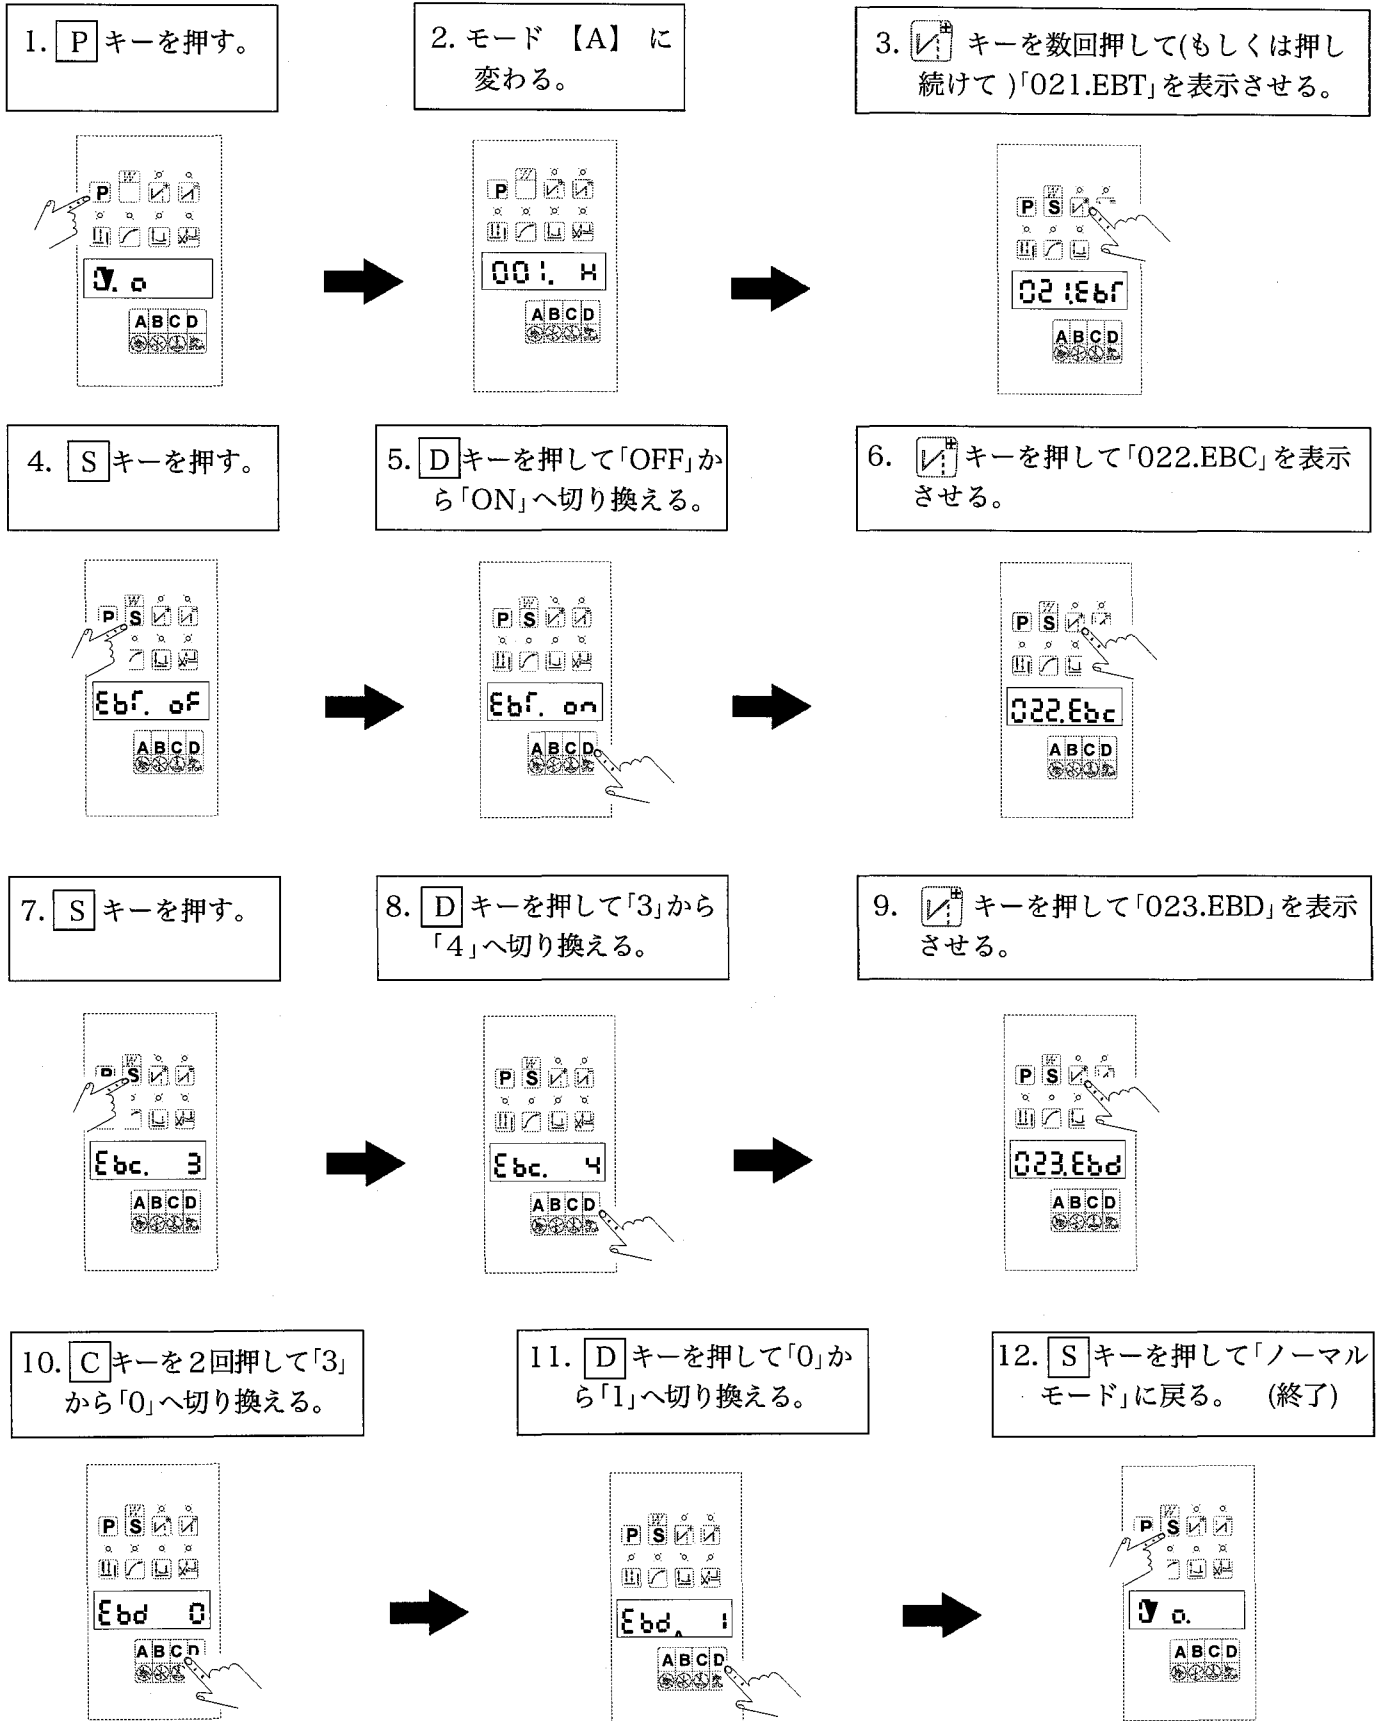 1. P キーを押す。
2. モード 【A】 に
変わる。
3. キーを数回押して(もしくは押し
続けて )「021.EBT」を表示させる。
P
A B C D
P
001. H
A B C D
P S
021.EbT
A B C D
4. S キーを押す。
5. D キーを押して「OFF」か
ら「ON」へ切り換える。
6. キーを押して「022.EBC」を表示
させる。
P S
EbT. oF
A B C D
P S
EbT. on
A B C D
P S
022.Ebc
A B C D
7. S キーを押す。
8. D キーを押して「3」から
「4」へ切り換える。
9. キーを押して「023.EBD」を表示
させる。
P S
Ebc. 3
A B C D
P S
Ebc. 4
A B C D
P S
023.Ebd
A B C D
10. C キーを2回押して「3」
から「0」へ切り換える。
11. D キーを押して「0」か
ら「1」へ切り換える。
12. S キーを押して「ノーマル
モード」に戻る。 (終了)
P S
Ebd 0
A B C D
P S
Ebd 1
A B C D
P S
A B C D